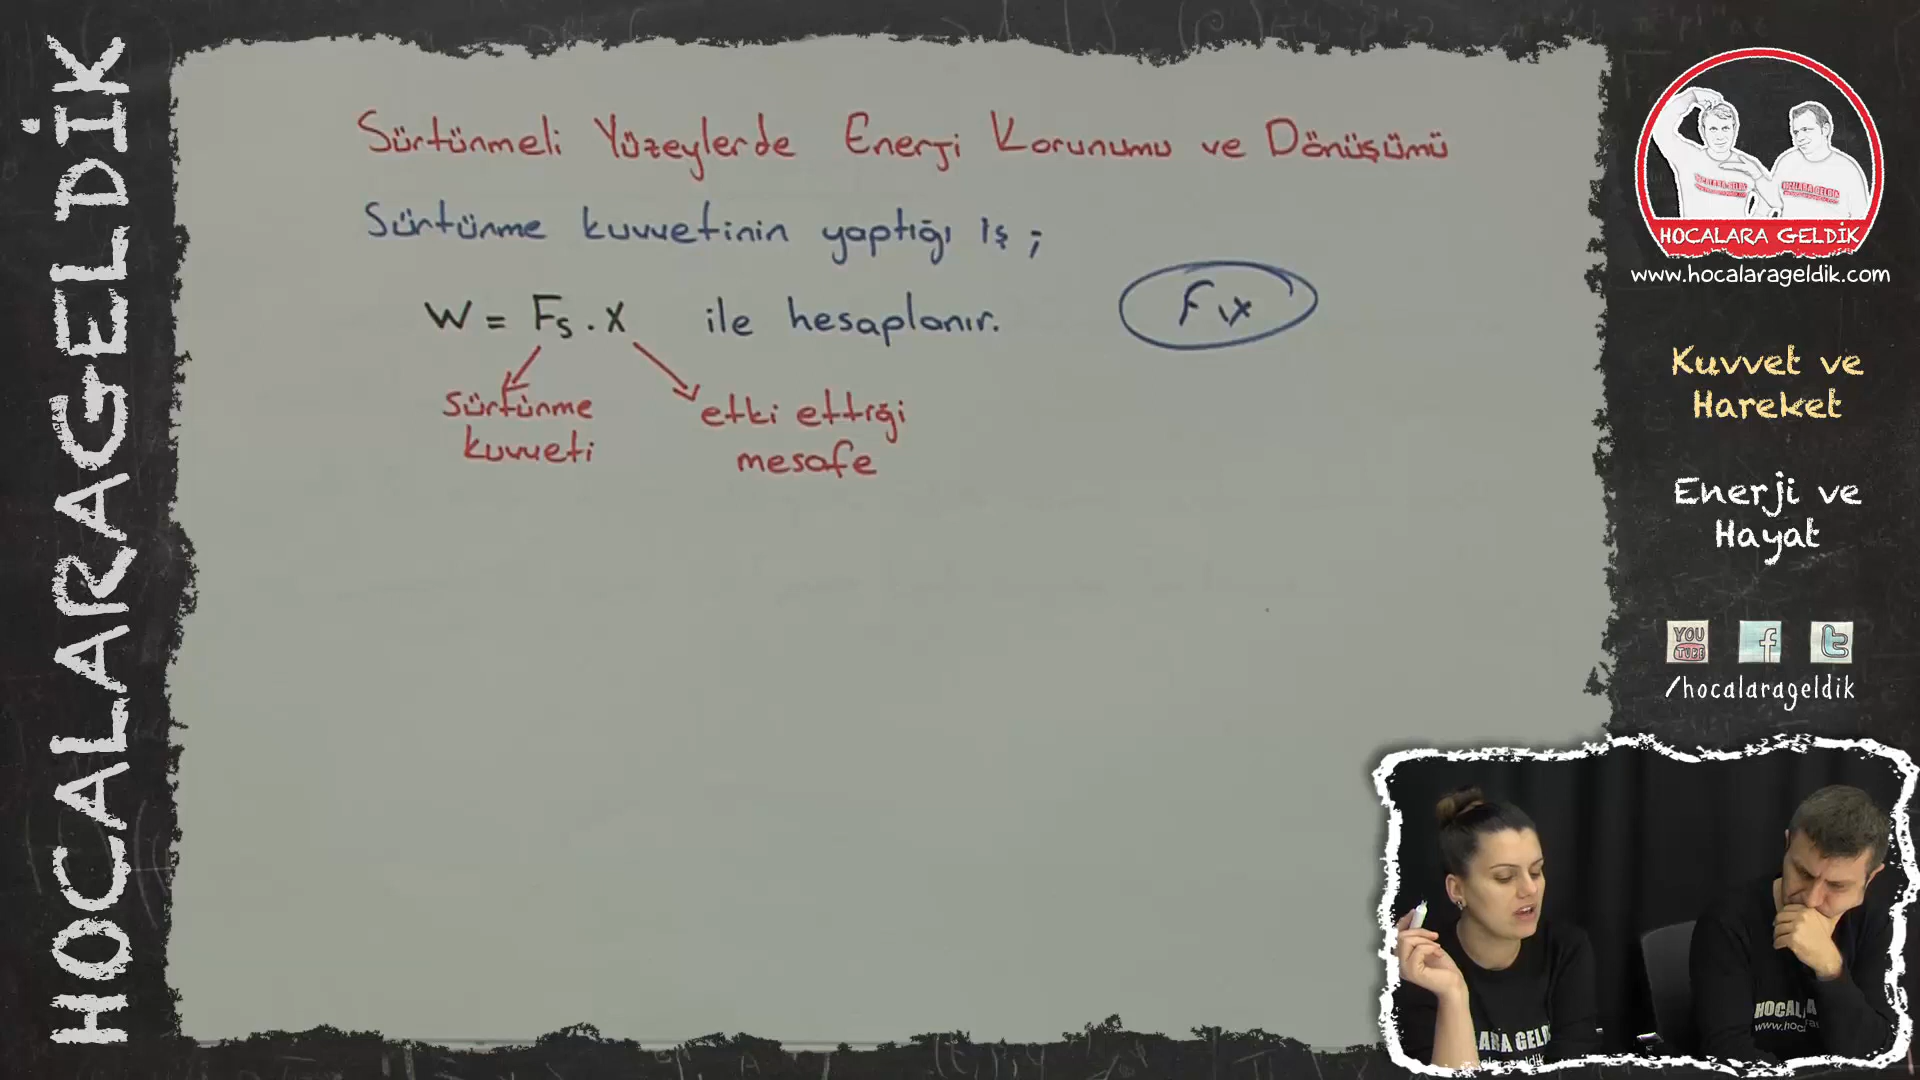 HOCALARAGELDİK
Sürtünmeli Yüzeylerde Enerji Korunumu ve Dönüşümü
Sürtünme kuvvetinin yaptığı iş ;
W = Fs . X ile hesaplanır.
F.x
Sürtünme
kuvveti
etki ettiği
mesafe
HOCALARA GELDİK
www.hocalarageldik.com
Kuvvet ve
Hareket
Enerji ve
Hayat
YOU
TUBE
f
t
/hocalarageldik